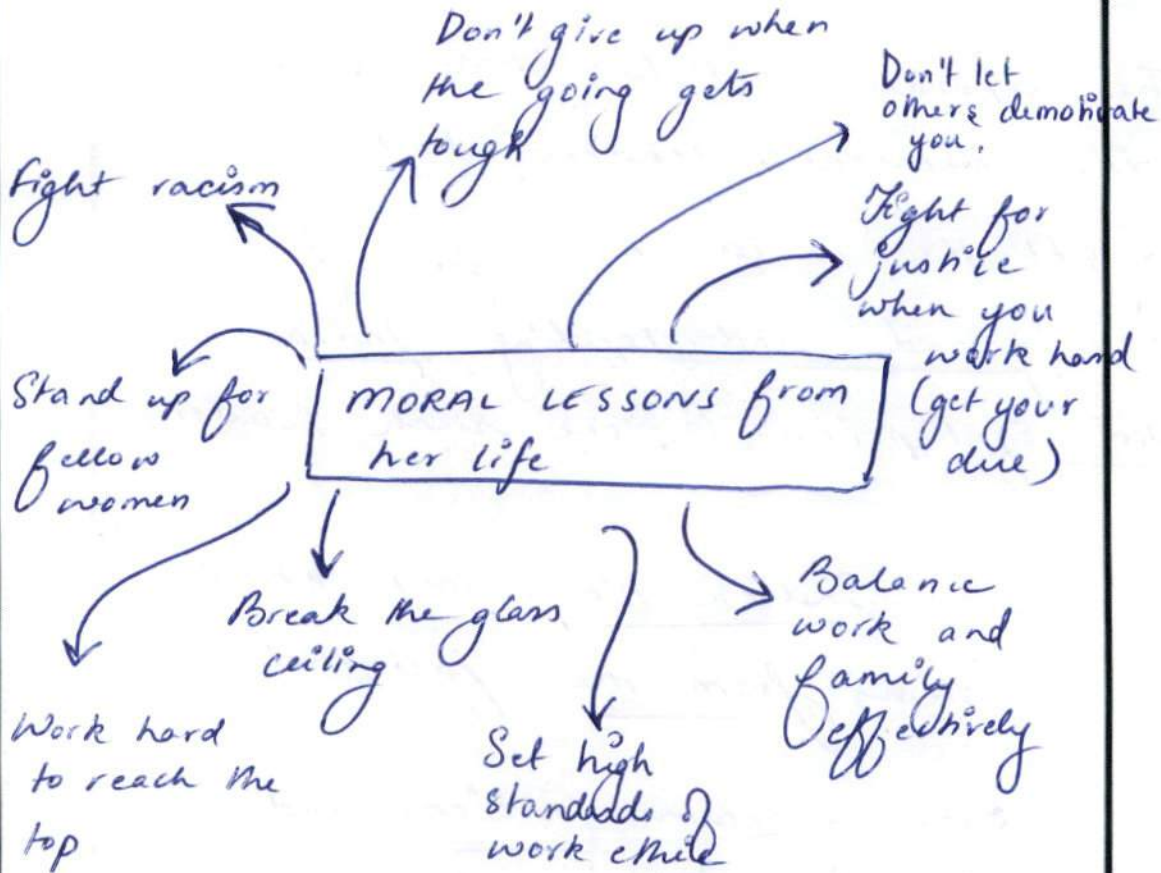 Don't give up when
the going gets
tough
Don't let
others demotivate
you.
Fight racism
Fight for
justice
when you
work hard
(get your
due)
Stand up for
fellow
women
MORAL LESSONS from
her life
Break the glass
ceiling
Balance
work and
family
effectively
Work hard
to reach the
top
Set high
standards of
work ethic